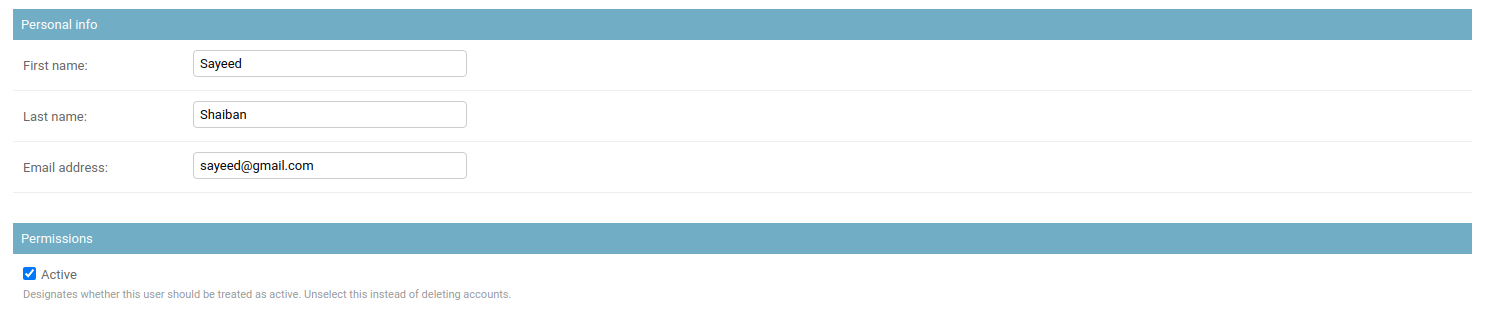 Personal info
First name: Sayeed
Last name: Shaiban
Email address: sayeed@gmail.com
Permissions
Active
Designates whether this user should be treated as active. Unselect this instead of deleting accounts.